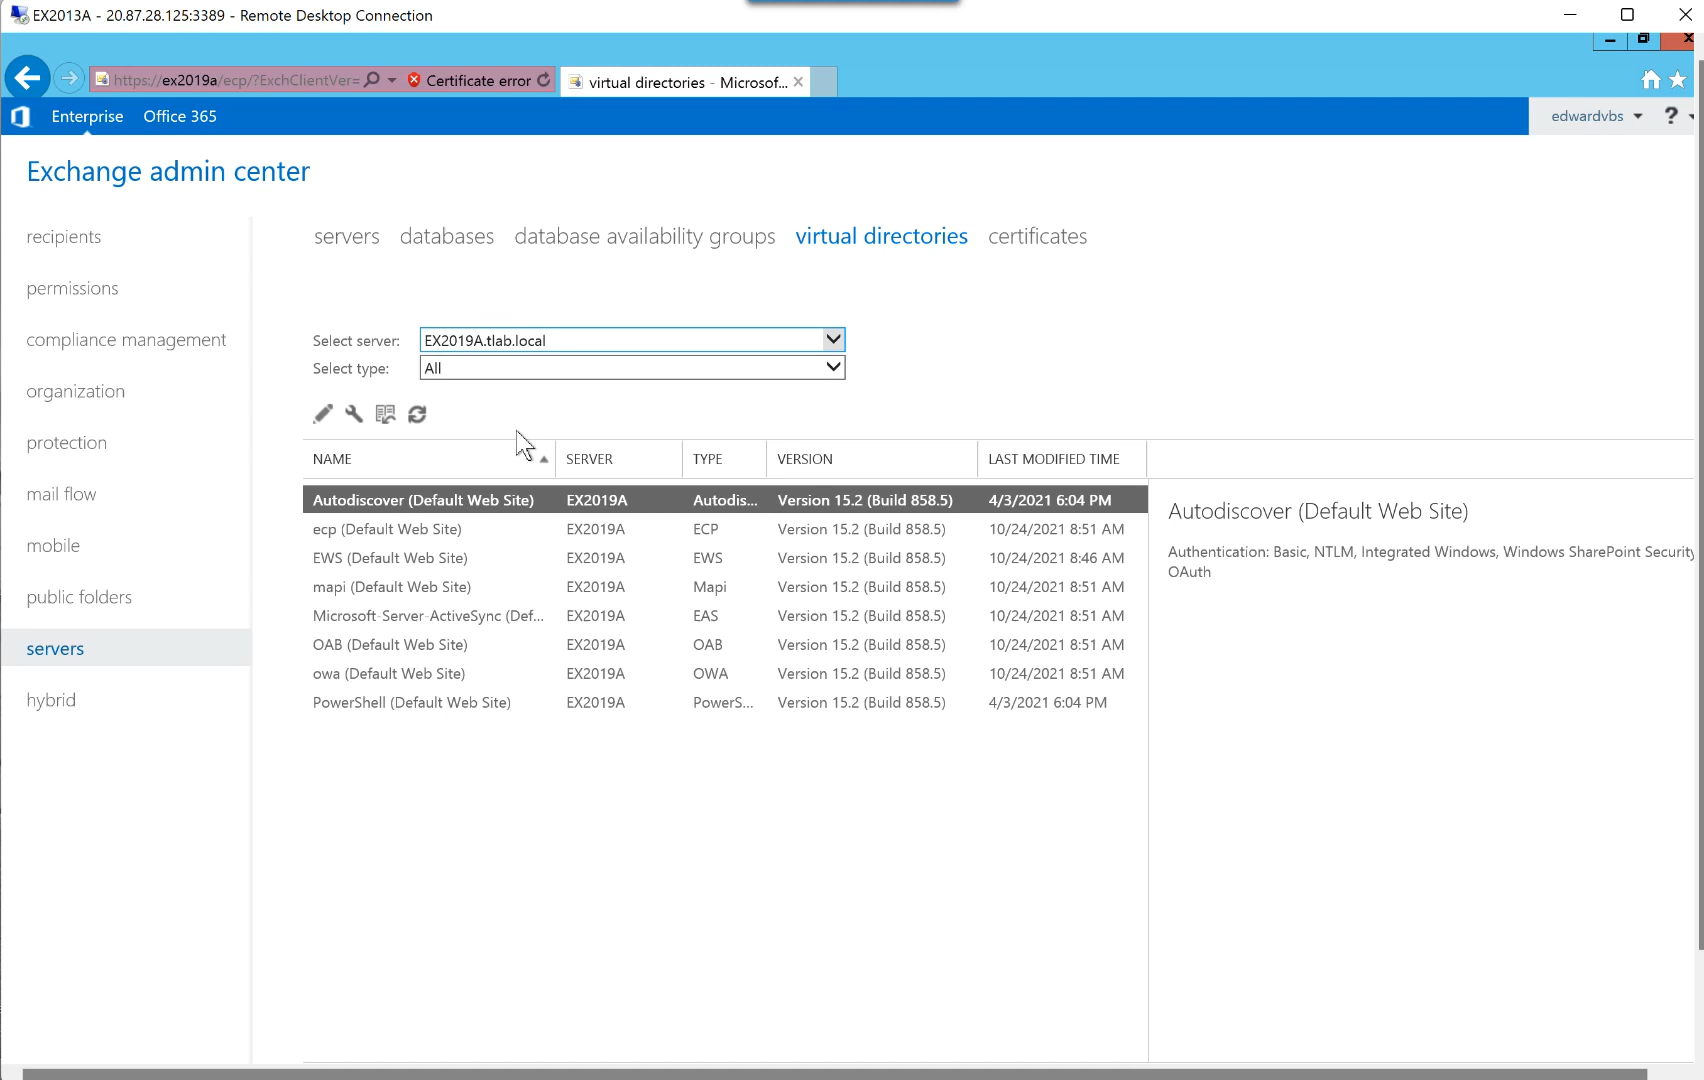 EX2013A - 20.87.28.125:3389 - Remote Desktop Connection
https://ex2019a/ecp/?ExchClientVer= Certificate error virtual directories - Microsof...
Enterprise Office 365 edwardvbs ?
Exchange admin center
recipients
permissions
compliance management
organization
protection
mail flow
mobile
public folders
servers
hybrid
servers databases database availability groups virtual directories certificates
Select server: EX2019A.tlab.local
Select type: All
NAME SERVER TYPE VERSION LAST MODIFIED TIME
Autodiscover (Default Web Site) EX2019A Autodis... Version 15.2 (Build 858.5) 4/3/2021 6:04 PM
ecp (Default Web Site) EX2019A ECP Version 15.2 (Build 858.5) 10/24/2021 8:51 AM
EWS (Default Web Site) EX2019A EWS Version 15.2 (Build 858.5) 10/24/2021 8:46 AM
mapi (Default Web Site) EX2019A Mapi Version 15.2 (Build 858.5) 10/24/2021 8:51 AM
Microsoft-Server-ActiveSync (Def... EX2019A EAS Version 15.2 (Build 858.5) 10/24/2021 8:51 AM
OAB (Default Web Site) EX2019A OAB Version 15.2 (Build 858.5) 10/24/2021 8:51 AM
owa (Default Web Site) EX2019A OWA Version 15.2 (Build 858.5) 10/24/2021 8:51 AM
PowerShell (Default Web Site) EX2019A PowerS... Version 15.2 (Build 858.5) 4/3/2021 6:04 PM
Autodiscover (Default Web Site)
Authentication: Basic, NTLM, Integrated Windows, Windows SharePoint Security
OAuth